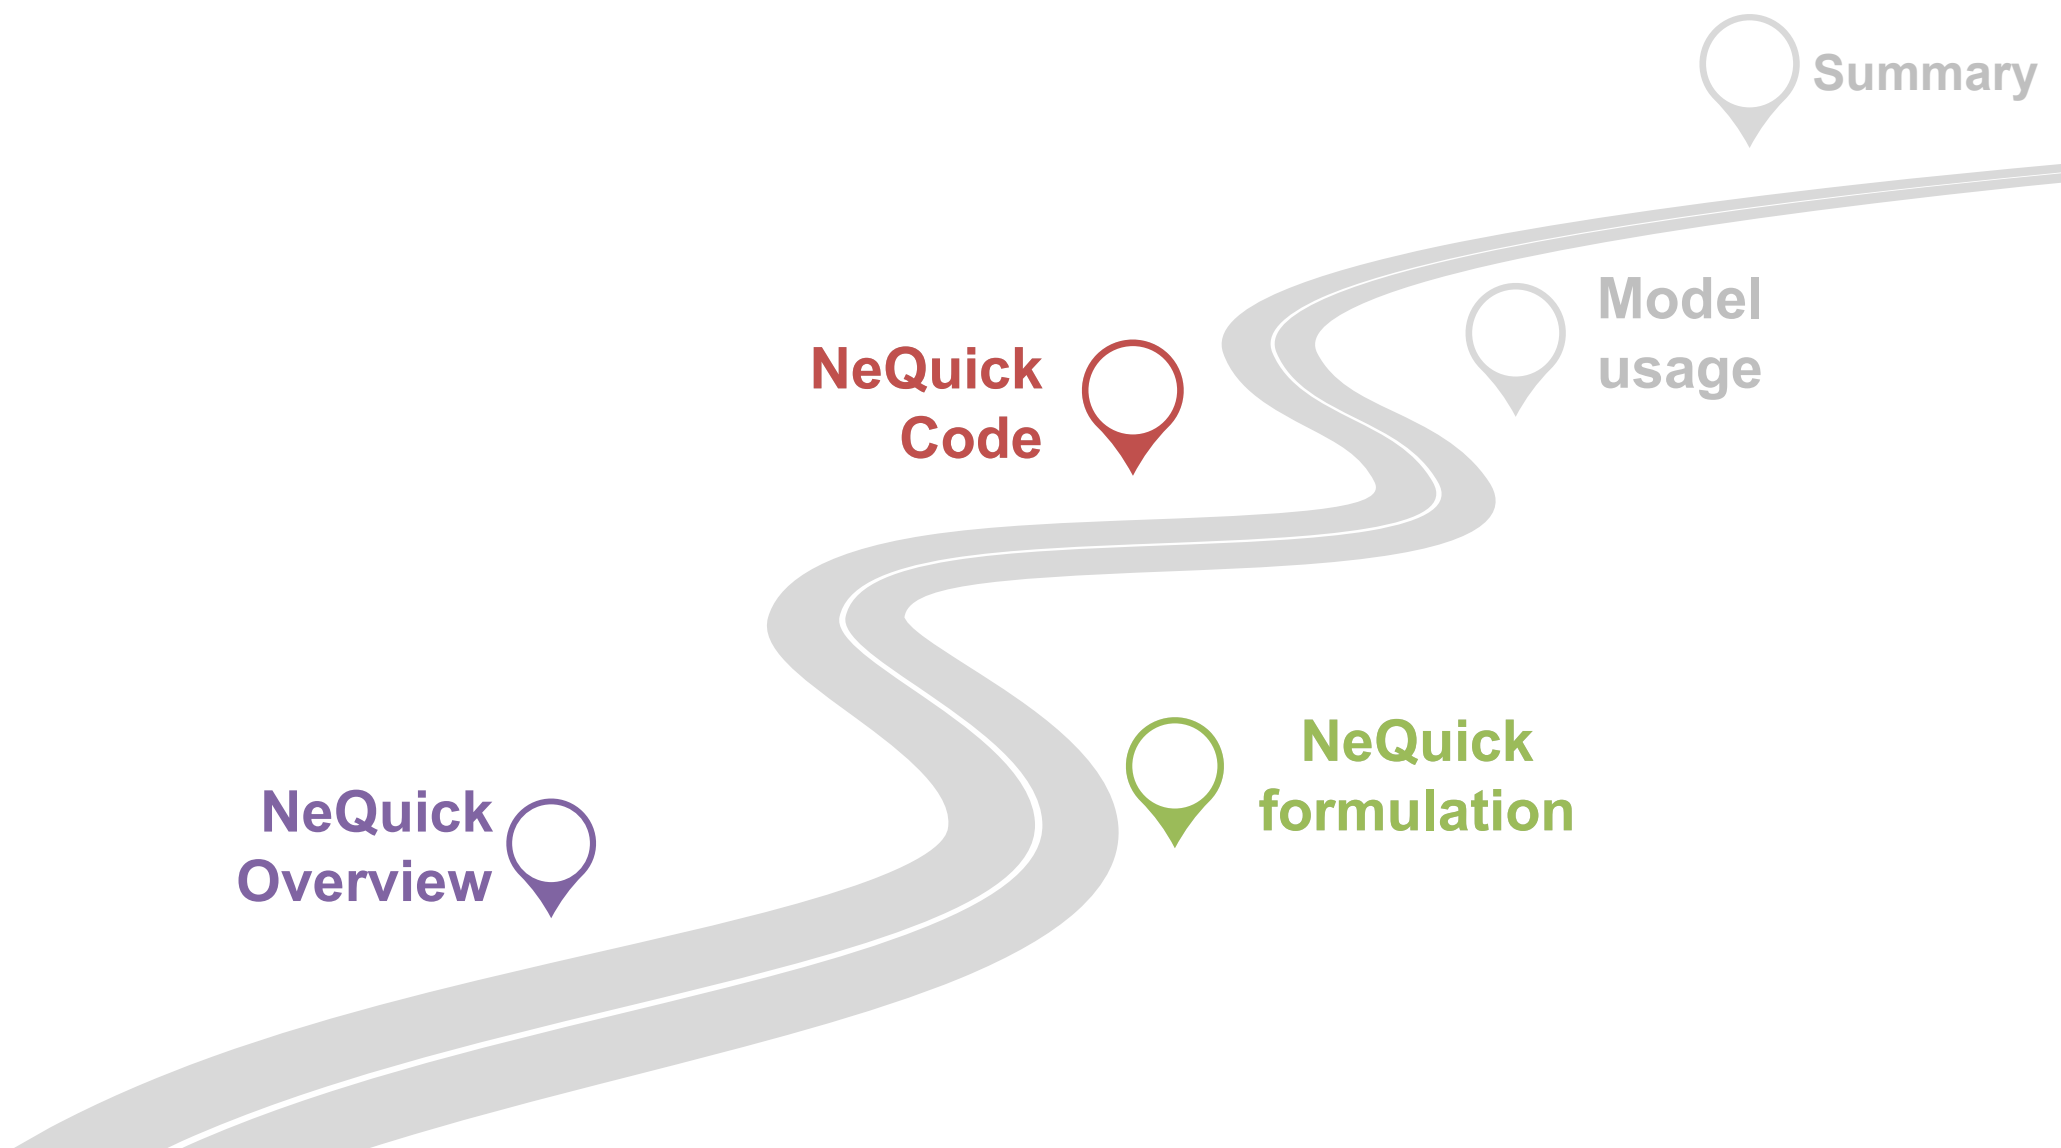 Summary
Model
usage
NeQuick
Code
NeQuick
formulation
NeQuick
Overview